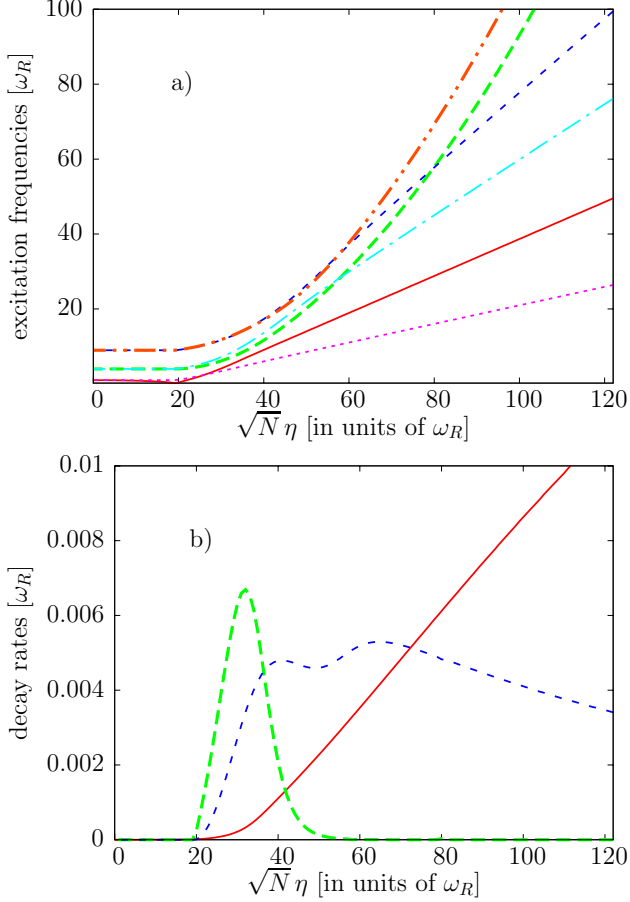 100
80
60
40
20
a)
excitation frequencies [ω_R]
0 20 40 60 80 100 120
√N η [in units of ω_R]
0.01
0.008
0.006
0.004
0.002
0
b)
decay rates [ω_R]
0 20 40 60 80 100 120
√N η [in units of ω_R]